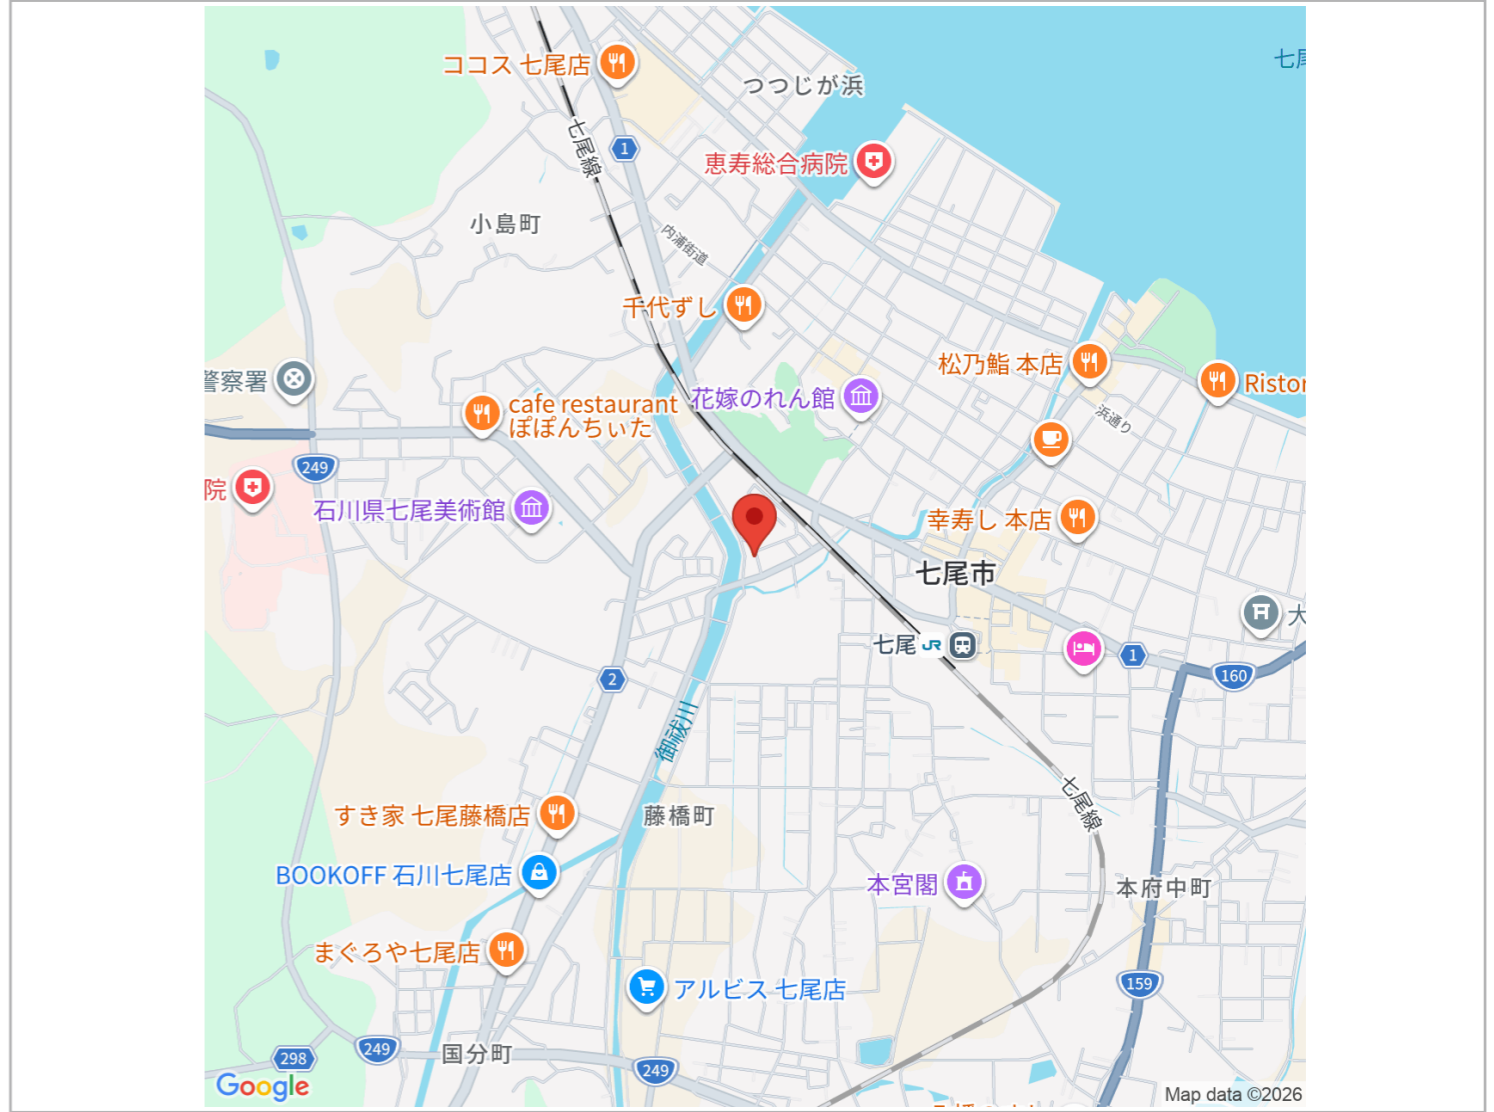 七尾
ココス 七尾店
つつじが浜
七尾線
1
恵寿総合病院
小島町
内浦街道
千代ずし
松乃鮨 本店
警察署
Ristor
花嫁のれん館
cafe restaurant
ぽぽんちぃた
浜通り
249
院
石川県七尾美術館
幸寿し 本店
七尾市
大
七尾 JR
1
160
2
御祓川
七尾線
すき家 七尾藤橋店
藤橋町
BOOKOFF 石川七尾店
本宮閣
本府中町
まぐろや七尾店
アルビス 七尾店
159
249
298
国分町
249
Google
Map data ©2026